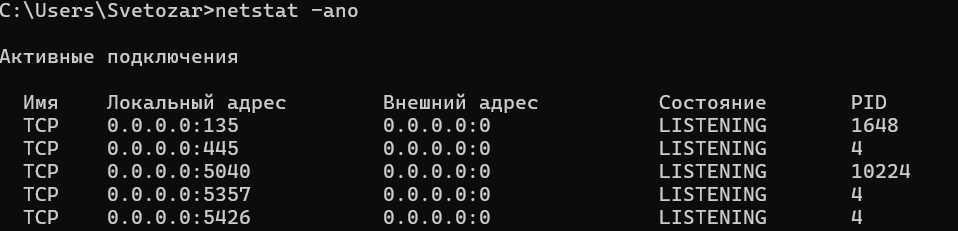 C:\Users\Svetozar>netstat -ano
Активные подключения
Имя Локальный адрес Внешний адрес Состояние PID
TCP 0.0.0.0:135 0.0.0.0:0 LISTENING 1648
TCP 0.0.0.0:445 0.0.0.0:0 LISTENING 4
TCP 0.0.0.0:5040 0.0.0.0:0 LISTENING 10224
TCP 0.0.0.0:5357 0.0.0.0:0 LISTENING 4
TCP 0.0.0.0:5426 0.0.0.0:0 LISTENING 4